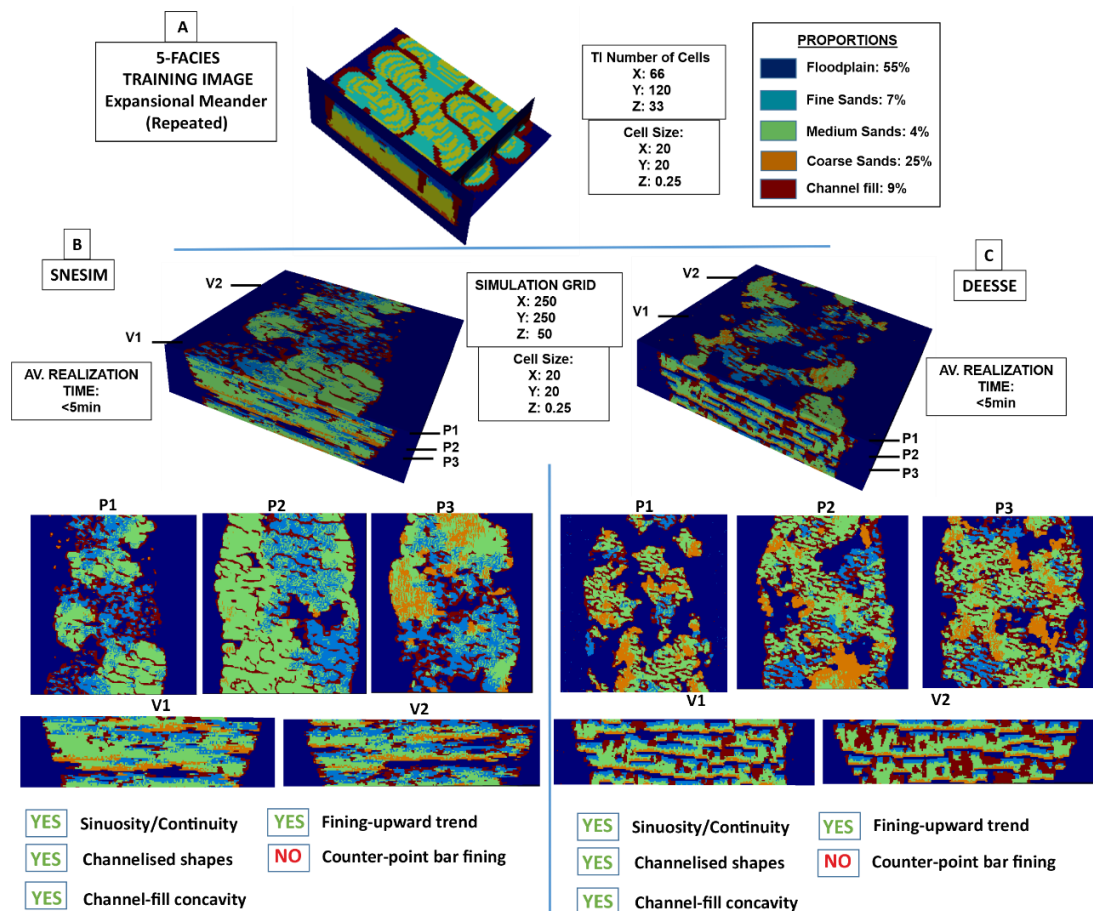 A
5-FACIES
TRAINING IMAGE
Expansional Meander
(Repeated)
TI Number of Cells
X: 66
Y: 120
Z: 33
Cell Size:
X: 20
Y: 20
Z: 0.25
PROPORTIONS
Floodplain: 55%
Fine Sands: 7%
Medium Sands: 4%
Coarse Sands: 25%
Channel fill: 9%
B
SNESIM
V2
V1
AV. REALIZATION
TIME:
<5min
P1
P2
P3
SIMULATION GRID
X: 250
Y: 250
Z: 50
Cell Size:
X: 20
Y: 20
Z: 0.25
C
DEESSE
V2
V1
AV. REALIZATION
TIME:
<5min
P1
P2
P3
P1 P2 P3
V1 V2
YES Sinuosity/Continuity YES Fining-upward trend
YES Channelised shapes NO Counter-point bar fining
YES Channel-fill concavity
P1 P2 P3
V1 V2
YES Sinuosity/Continuity YES Fining-upward trend
YES Channelised shapes NO Counter-point bar fining
YES Channel-fill concavity